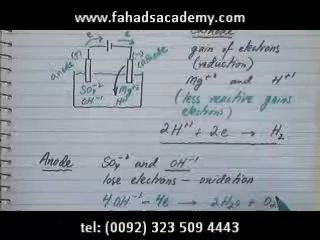 www.fahadsacademy.com
Cathode
e e
(+) (-)
anode cathode
SO₄⁻² Mg⁺²
OH⁻¹ H⁺¹
gain of electrons
(reduction)
Mg⁺² and H⁺¹
(less reactive gains
electrons)
2H⁺¹ + 2e → H₂
Anode SO₄⁻² and OH⁻¹
lose electrons - oxidation
4OH⁻¹ - 4e → 2H₂O + O₂
tel: (0092) 323 509 4433